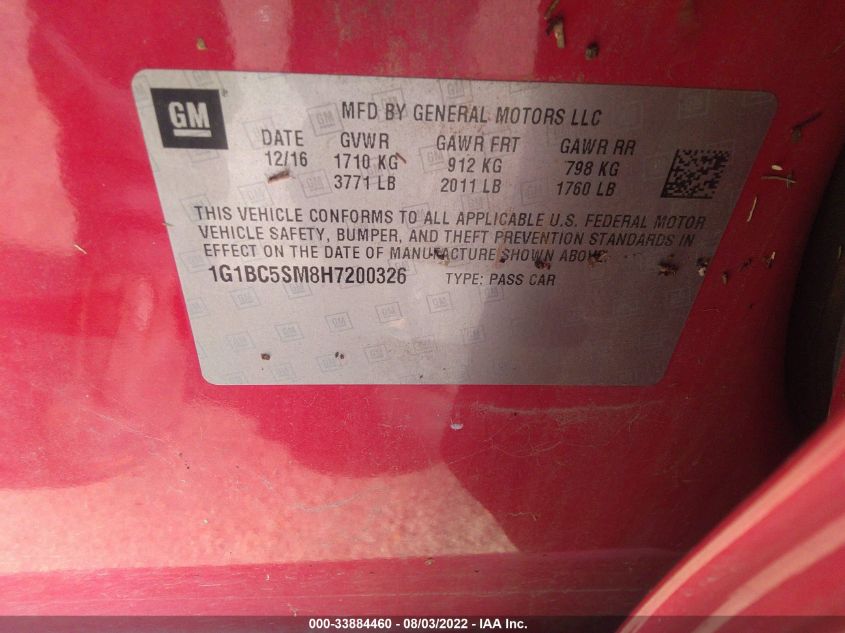 GM
MFD BY GENERAL MOTORS LLC
DATE GVWR GAWR FRT GAWR RR
12/16 1710 KG 912 KG 798 KG
3771 LB 2011 LB 1760 LB
THIS VEHICLE CONFORMS TO ALL APPLICABLE U.S. FEDERAL MOTOR
VEHICLE SAFETY, BUMPER, AND THEFT PREVENTION STANDARDS IN
EFFECT ON THE DATE OF MANUFACTURE SHOWN ABOVE.
1G1BC5SM8H7200326 TYPE: PASS CAR
000-33884460 - 08/03/2022 - IAA Inc.